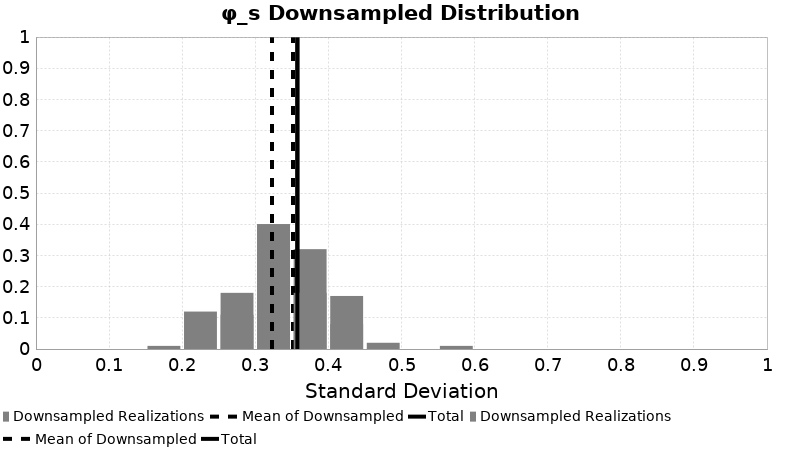 φ_s Downsampled Distribution
1
0.9
0.8
0.7
0.6
0.5
0.4
0.3
0.2
0.1
0
0 0.1 0.2 0.3 0.4 0.5 0.6 0.7 0.8 0.9 1
Standard Deviation
Downsampled Realizations Mean of Downsampled Total Downsampled Realizations
Mean of Downsampled Total